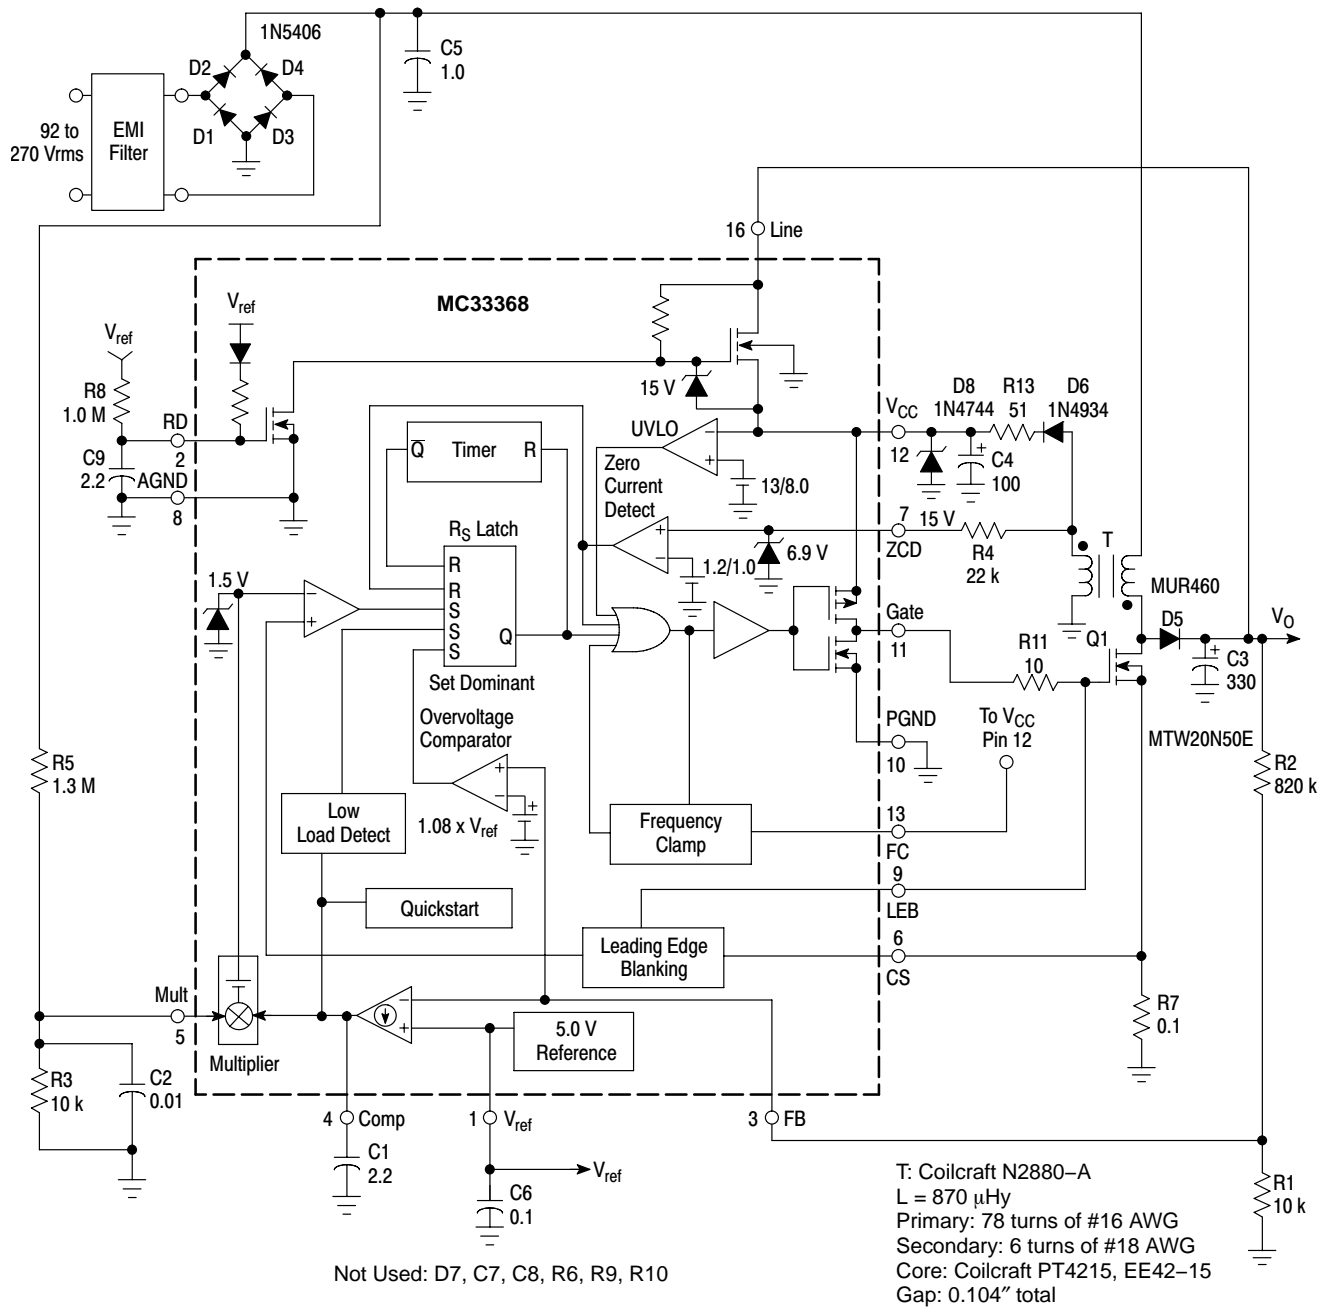 1N5406
C5
1.0
D2
D4
D1
D3
92 to
270 Vrms
EMI
Filter
16
Line
MC33368
Vref
Vref
R8
1.0 M
RD
2
C9
2.2
AGND
8
15 V
UVLO
VCC
12
D8
1N4744
R13
51
D6
1N4934
C4
100
+
-
+
13/8.0
Q
Timer
R
Zero
Current
Detect
7
15 V
ZCD
R4
22 k
T
+
-
6.9 V
1.2/1.0
RS Latch
R
R
S
S
S
Q
Set Dominant
1.5 V
-
+
MUR460
Gate
11
R11
10
Q1
D5
VO
+
C3
330
Overvoltage
Comparator
PGND
10
To VCC
Pin 12
MTW20N50E
R2
820 k
R5
1.3 M
+
-
+
1.08 x Vref
Low
Load Detect
Frequency
Clamp
13
FC
Quickstart
9
LEB
Leading Edge
Blanking
6
CS
Mult
5
Multiplier
-
+
5.0 V
Reference
R7
0.1
R3
10 k
C2
0.01
4
Comp
1
Vref
3
FB
C1
2.2
Vref
C6
0.1
R1
10 k
T: Coilcraft N2880−A
L = 870 μHy
Primary: 78 turns of #16 AWG
Secondary: 6 turns of #18 AWG
Core: Coilcraft PT4215, EE42−15
Gap: 0.104″ total
Not Used: D7, C7, C8, R6, R9, R10